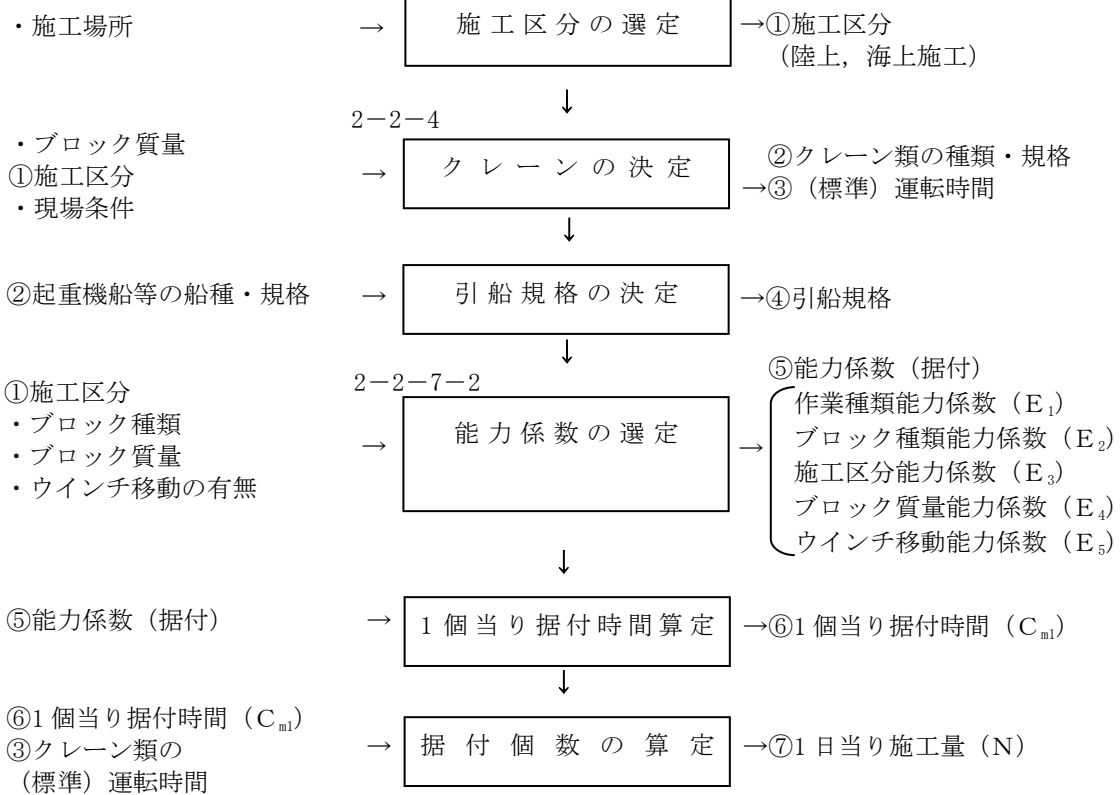 ・施工場所 → 施工区分の選定 →①施工区分
（陸上，海上施工）
↓
2－2－4
・ブロック質量
①施工区分 → クレーンの決定 ②クレーン類の種類・規格
・現場条件 →③（標準）運転時間
↓
②起重機船等の船種・規格 → 引船規格の決定 →④引船規格
↓
2－2－7－2
⑤能力係数（据付）
①施工区分 作業種類能力係数（Ｅ₁）
・ブロック種類 → 能力係数の選定 → ブロック種類能力係数（Ｅ₂）
・ブロック質量 施工区分能力係数（Ｅ₃）
・ウインチ移動の有無 ブロック質量能力係数（Ｅ₄）
ウインチ移動能力係数（Ｅ₅）
↓
⑤能力係数（据付） → 1個当り据付時間算定 →⑥1個当り据付時間（Ｃm1）
↓
⑥1個当り据付時間（Ｃm1）
③クレーン類の → 据付個数の算定 →⑦1日当り施工量（Ｎ）
（標準）運転時間